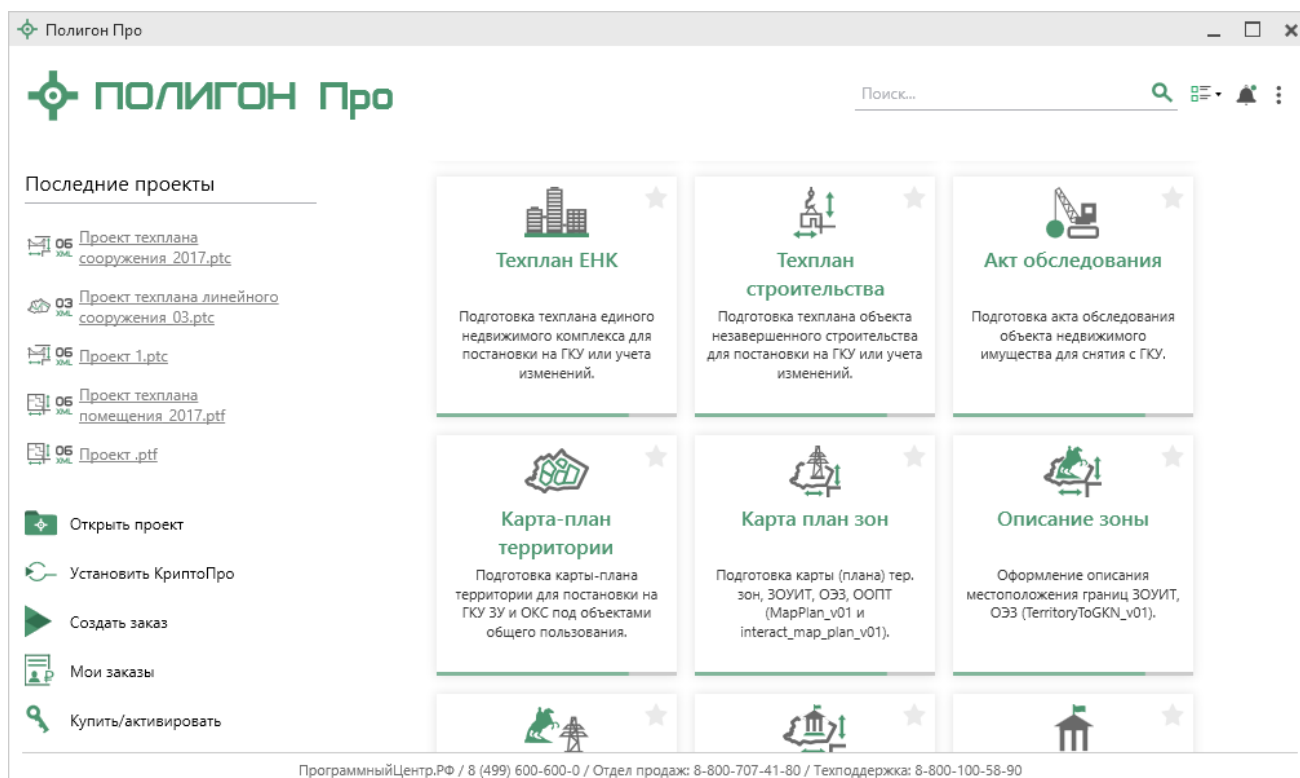 Полигон Про
ПОЛИГОН Про
Поиск...
Последние проекты
06 XML
Проект техплана
сооружения 2017.ptc
03 XML
Проект техплана линейного
сооружения 03.ptc
06 XML
Проект 1.ptc
06 XML
Проект техплана
помещения 2017.ptf
06 XML
Проект .ptf
Открыть проект
Установить КриптоПро
Создать заказ
Мои заказы
Купить/активировать
Техплан ЕНК
Подготовка техплана единого
недвижимого комплекса для
постановки на ГКУ или учета
изменений.
Техплан
строительства
Подготовка техплана объекта
незавершенного строительства
для постановки на ГКУ или учета
изменений.
Акт обследования
Подготовка акта обследования
объекта недвижимого
имущества для снятия с ГКУ.
Карта-план
территории
Подготовка карты-плана
территории для постановки на
ГКУ ЗУ и ОКС под объектами
общего пользования.
Карта план зон
Подготовка карты (плана) тер.
зон, ЗОУИТ, ОЭЗ, ООПТ
(MapPlan_v01 и
interact_map_plan_v01).
Описание зоны
Оформление описания
местоположения границ ЗОУИТ,
ОЭЗ (TerritoryToGKN_v01).
ПрограммныйЦентр.РФ / 8 (499) 600-600-0 / Отдел продаж: 8-800-707-41-80 / Техподдержка: 8-800-100-58-90